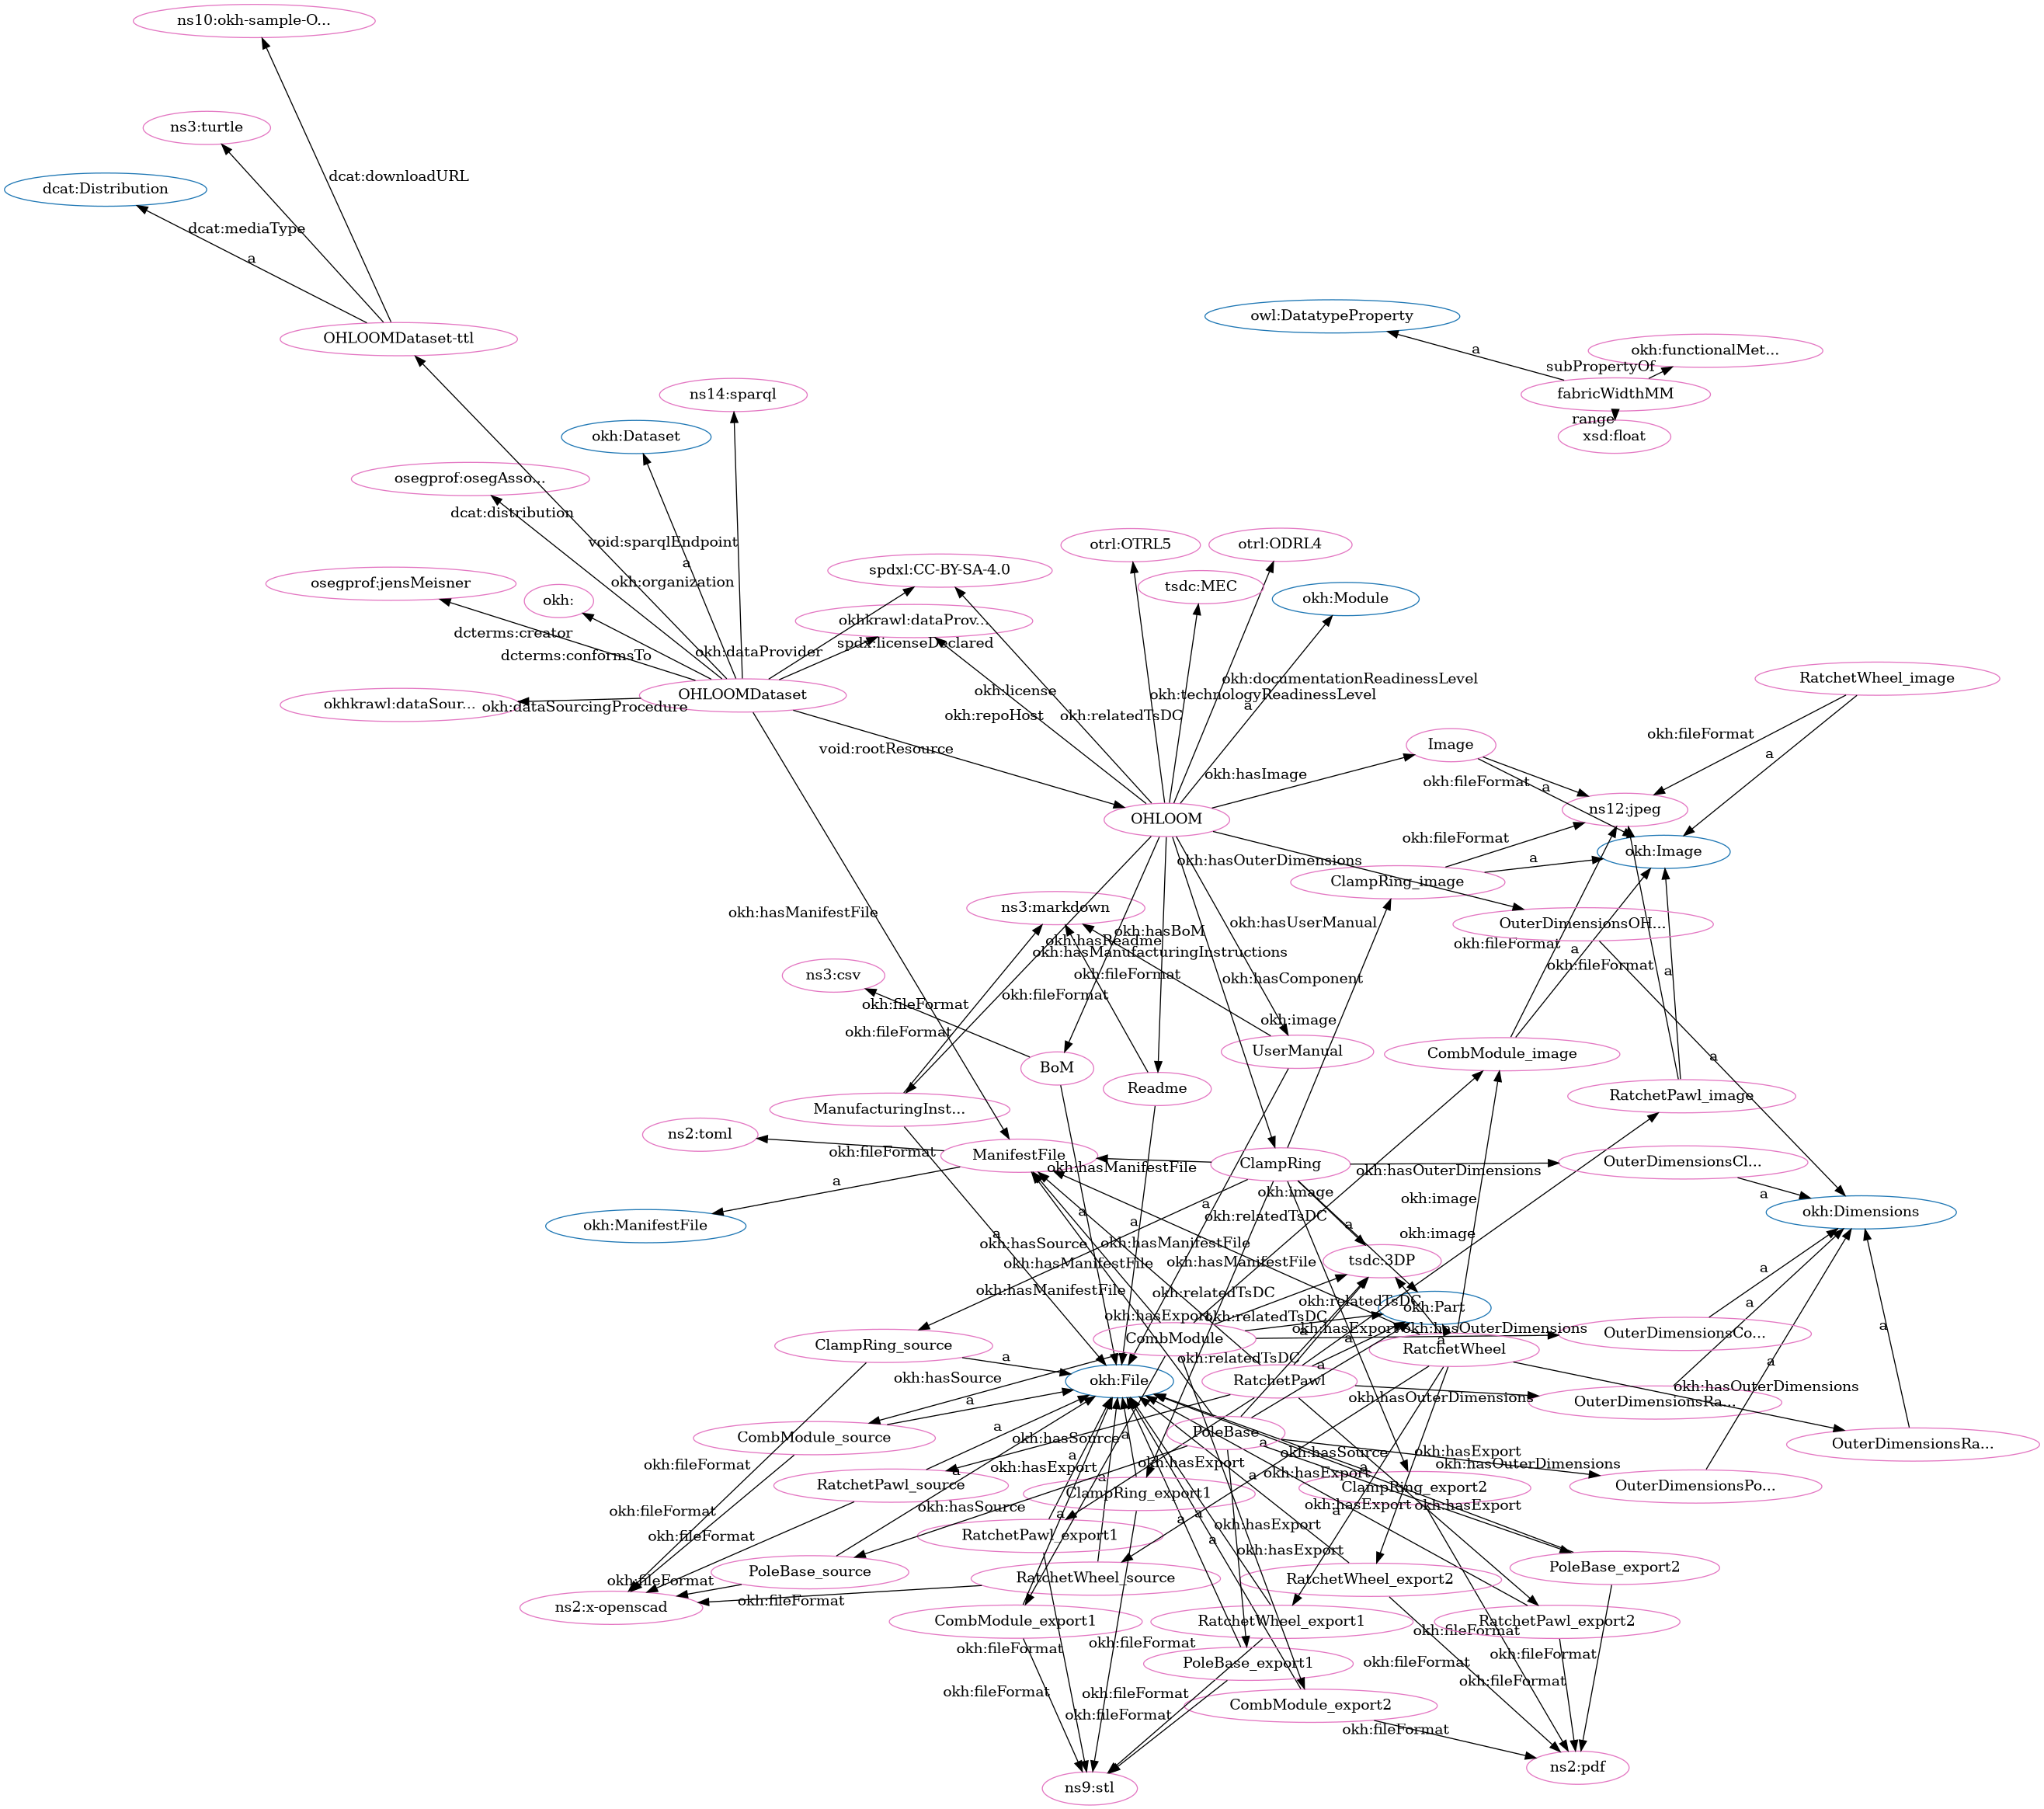 ns10:okh-sample-O...
ns3:turtle
dcat:downloadURL
dcat:Distribution
dcat:mediaType
a
owl:DatatypeProperty
OHLOOMDataset-ttl
a
okh:functionalMet...
subPropertyOf
ns14:sparql
fabricWidthMM
range
okh:Dataset
xsd:float
osegprof:osegAsso...
dcat:distribution
void:sparqlEndpoint
otrl:OTRL5
otrl:ODRL4
a
spdxl:CC-BY-SA-4.0
osegprof:jensMeisner
okh:organization
tsdc:MEC
okh:
okh:Module
okhkrawl:dataProv...
dcterms:creator
spdx:licenseDeclared
okh:dataProvider
dcterms:conformsTo
RatchetWheel_image
okh:documentationReadinessLevel
okh:license
okh:technologyReadinessLevel
OHLOOMDataset
okhkrawl:dataSour...
okh:dataSourcingProcedure
a
okh:repoHost
okh:relatedTsDC
okh:fileFormat
Image
void:rootResource
a
okh:hasImage
okh:fileFormat
a
ns12:jpeg
OHLOOM
okh:fileFormat
okh:Image
a
okh:hasOuterDimensions
ClampRing_image
ns3:markdown
okh:hasManifestFile
okh:hasUserManual
OuterDimensionsOH...
okh:hasBoM
okh:hasReadme
okh:fileFormat
okh:hasManufacturingInstructions
a
okh:fileFormat
a
ns3:csv
okh:fileFormat
okh:hasComponent
okh:fileFormat
okh:fileFormat
okh:image
okh:fileFormat
UserManual
CombModule_image
a
BoM
Readme
RatchetPawl_image
ManufacturingInst...
ns2:toml
okh:fileFormat
ManifestFile
okh:hasManifestFile
ClampRing
okh:hasOuterDimensions
OuterDimensionsCl...
a
okh:image
okh:image
a
a
a
okh:Dimensions
okh:relatedTsDC
a
a
okh:ManifestFile
okh:image
a
okh:hasSource
okh:hasManifestFile
okh:hasManifestFile
okh:hasManifestFile
tsdc:3DP
a
okh:hasManifestFile
okh:relatedTsDC
okh:relatedTsDC
a
okh:Part
okh:hasExport
okh:relatedTsDC
okh:hasExport
okh:hasOuterDimensions
a
OuterDimensionsCo...
a
CombModule
a
a
ClampRing_source
RatchetWheel
a
okh:relatedTsDC
a
a
okh:hasSource
okh:File
RatchetPawl
okh:hasOuterDimensions
okh:hasOuterDimensions
OuterDimensionsRa...
a
a
PoleBase
CombModule_source
okh:hasSource
a
a
okh:hasSource
okh:hasExport
OuterDimensionsRa...
a
okh:fileFormat
okh:hasExport
okh:hasExport
okh:hasExport
okh:hasOuterDimensions
a
a
a
a
RatchetPawl_source
ClampRing_export1
ClampRing_export2
OuterDimensionsPo...
okh:hasSource
okh:hasExport
okh:hasExport
okh:fileFormat
a
a
a
a
okh:hasExport
RatchetPawl_export1
okh:fileFormat
a
okh:hasExport
PoleBase_source
RatchetWheel_source
RatchetWheel_export2
PoleBase_export2
okh:fileFormat
okh:fileFormat
ns2:x-openscad
CombModule_export1
RatchetWheel_export1
RatchetPawl_export2
okh:fileFormat
okh:fileFormat
okh:fileFormat
okh:fileFormat
PoleBase_export1
okh:fileFormat
okh:fileFormat
okh:fileFormat
okh:fileFormat
CombModule_export2
okh:fileFormat
okh:fileFormat
ns2:pdf
ns9:stl